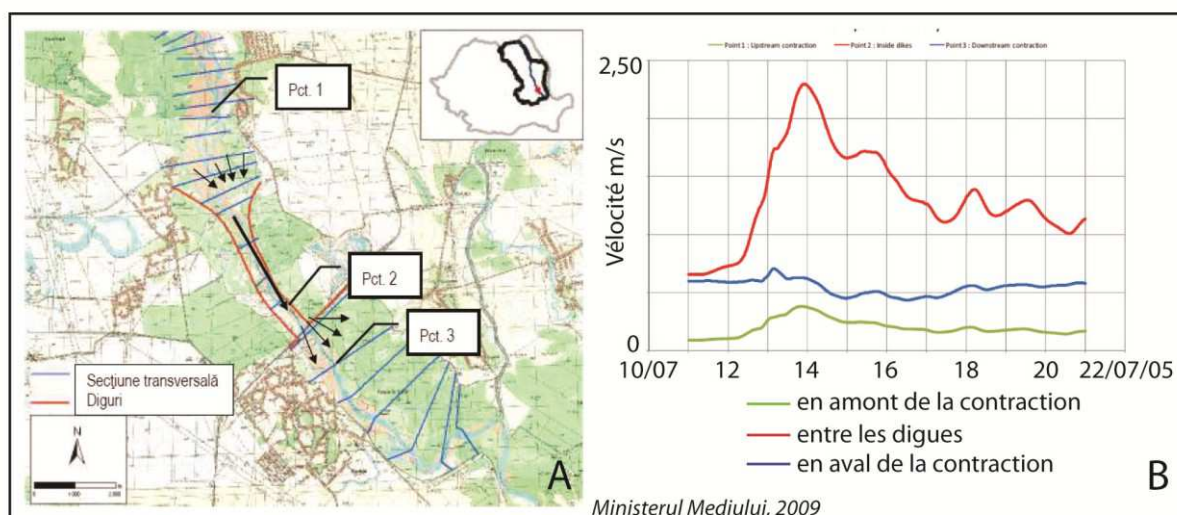 Pct. 1
Pct. 2
Pct. 3
Secţiune transversală
Diguri
N
A
Point 1 : Upstream contraction
Point 2 : Inside dikes
Point 3 : Downstream contraction
2,50
Vélocité m/s
0
10/07 12 14 16 18 20 22/07/05
en amont de la contraction
entre les digues
en aval de la contraction
B
Ministerul Mediului, 2009